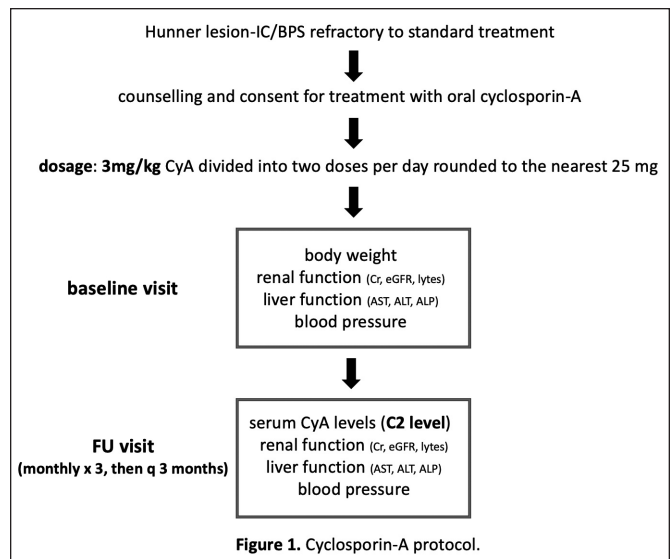 Hunner lesion-IC/BPS refractory to standard treatment
counselling and consent for treatment with oral cyclosporin-A
dosage: 3mg/kg CyA divided into two doses per day rounded to the nearest 25 mg
baseline visit
body weight
renal function (Cr, eGFR, lytes)
liver function (AST, ALT, ALP)
blood pressure
FU visit
(monthly x 3, then q 3 months)
serum CyA levels (C2 level)
renal function (Cr, eGFR, lytes)
liver function (AST, ALT, ALP)
blood pressure
Figure 1. Cyclosporin-A protocol.